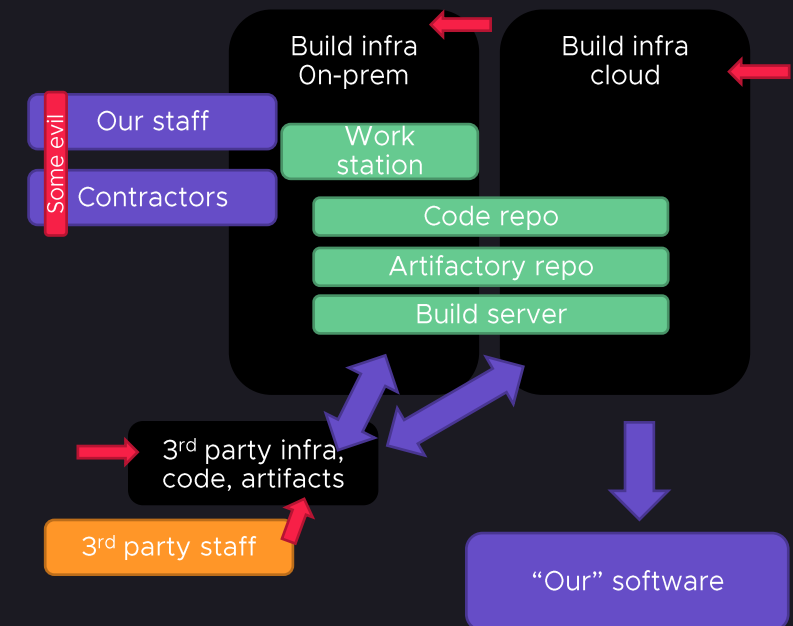 Build infra
0n-prem
Build infra
cloud
Some evil
Our staff
Contractors
Work
station
Code repo
Artifactory repo
Build server
3rd party infra,
code, artifacts
3rd party staff
“Our” software